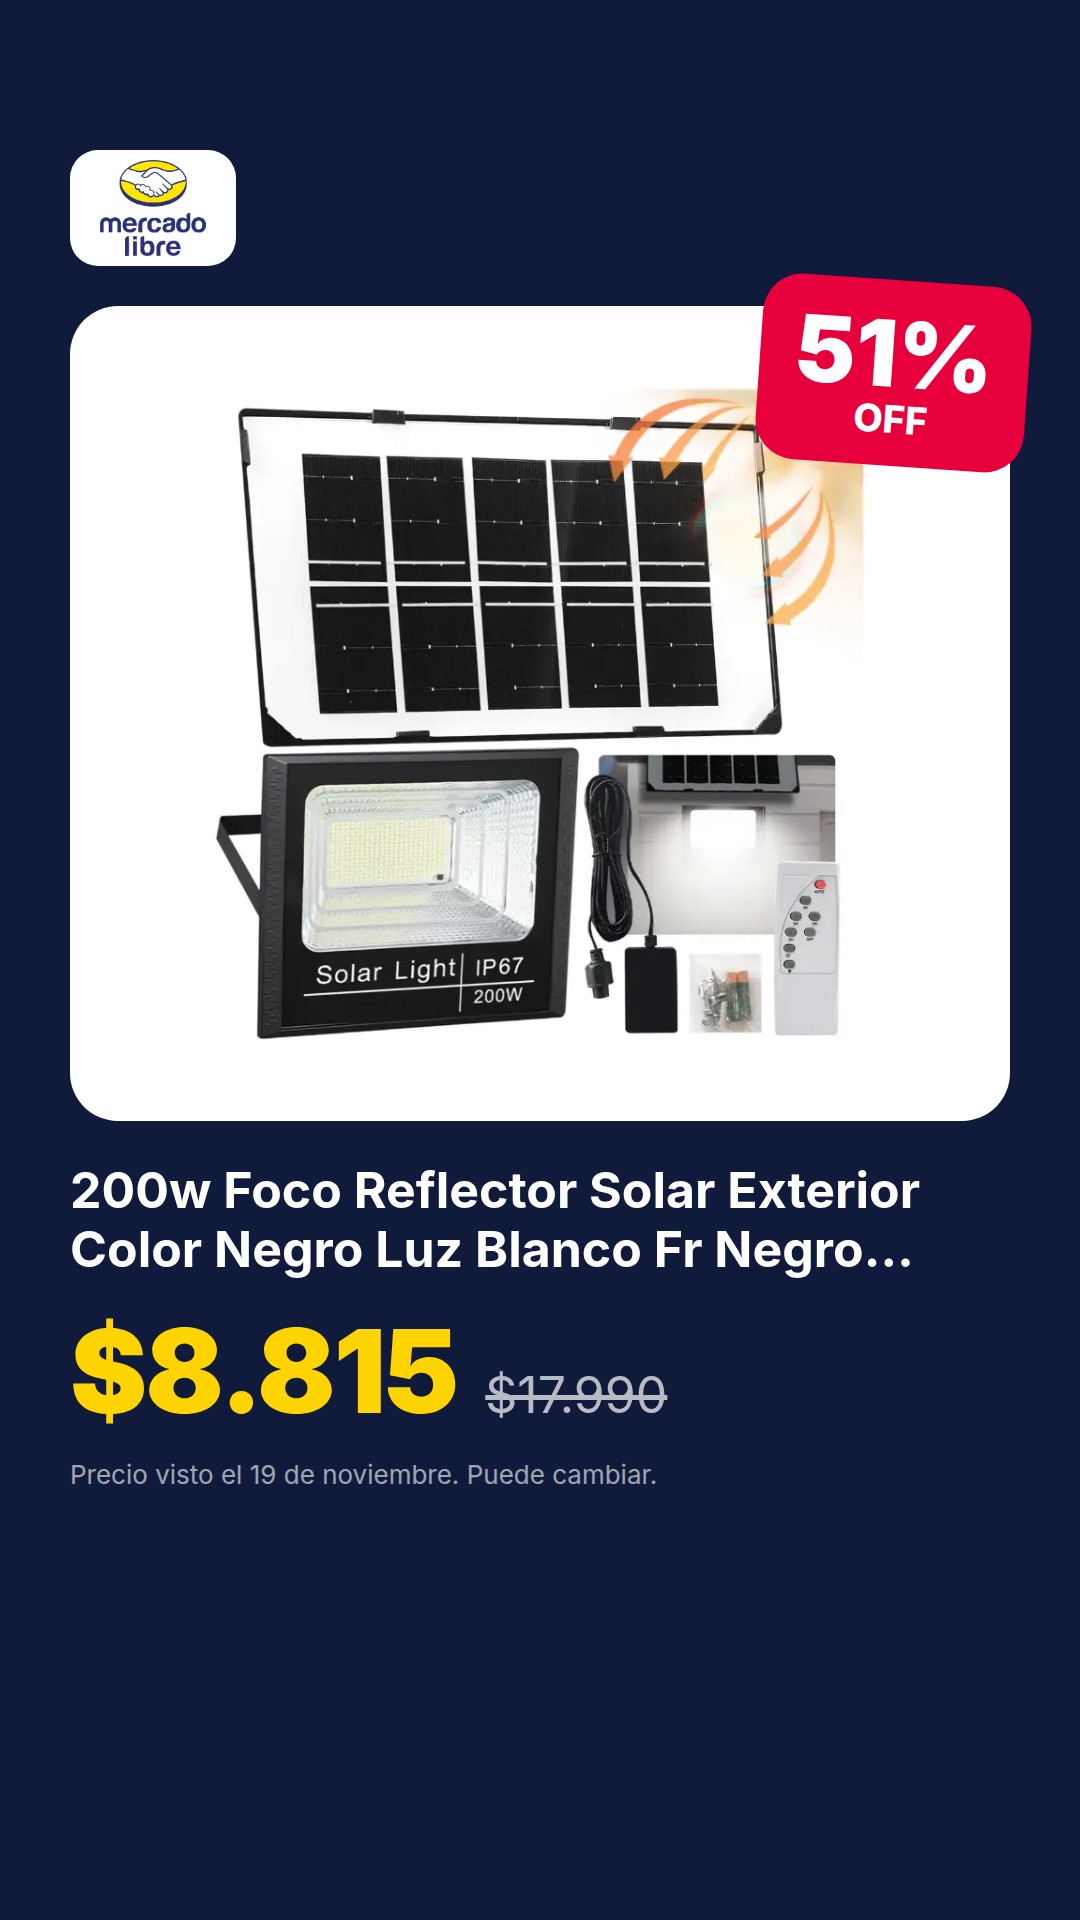 mercado
libre
51%
OFF
Solar Light IP67
200W
200w Foco Reflector Solar Exterior
Color Negro Luz Blanco Fr Negro...
$8.815 $17.990
Precio visto el 19 de noviembre. Puede cambiar.